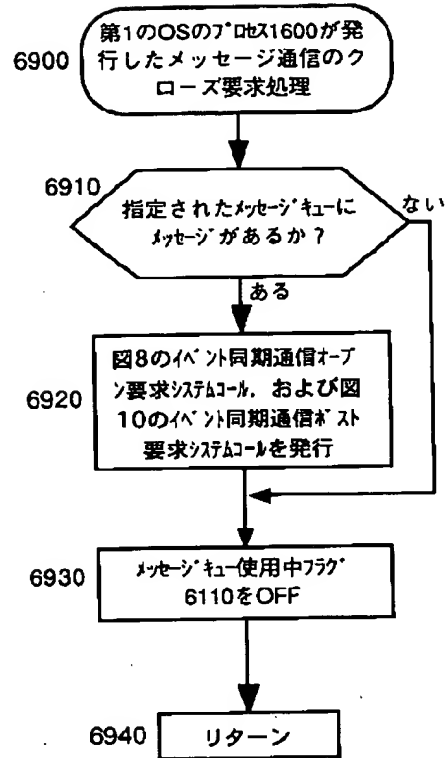 6900
第1のOSのﾌﾟﾛｾｽ1600が発
行したメッセージ通信のク
ローズ要求処理
6910
指定されたﾒｯｾｰｼﾞｷｭｰに
ﾒｯｾｰｼﾞがあるか？
ない
ある
6920
図8のｲﾍﾞﾝﾄ同期通信ｵｰﾌﾟ
ﾝ要求ｼｽﾃﾑｺｰﾙ，および図
10のｲﾍﾞﾝﾄ同期通信ﾎﾟｽﾄ
要求ｼｽﾃﾑｺｰﾙを発行
6930
ﾒｯｾｰｼﾞｷｭｰ使用中ﾌﾗｸﾞ
6110をOFF
6940
リターン